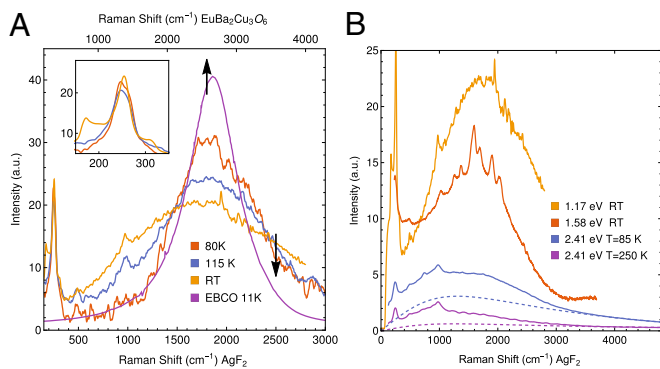 A
Raman Shift (cm⁻¹) EuBa₂Cu₃O₆
1000 2000 3000 4000
40
30
20
10
0
Intensity (a.u.)
20
10
200 300
80K
115 K
RT
EBCO 11K
500 1000 1500 2000 2500 3000
Raman Shift (cm⁻¹) AgF₂
B
25
20
15
10
5
0
Intensity (a.u.)
1.17 eV RT
1.58 eV RT
2.41 eV T=85 K
2.41 eV T=250 K
0 1000 2000 3000 4000
Raman Shift (cm⁻¹) AgF₂